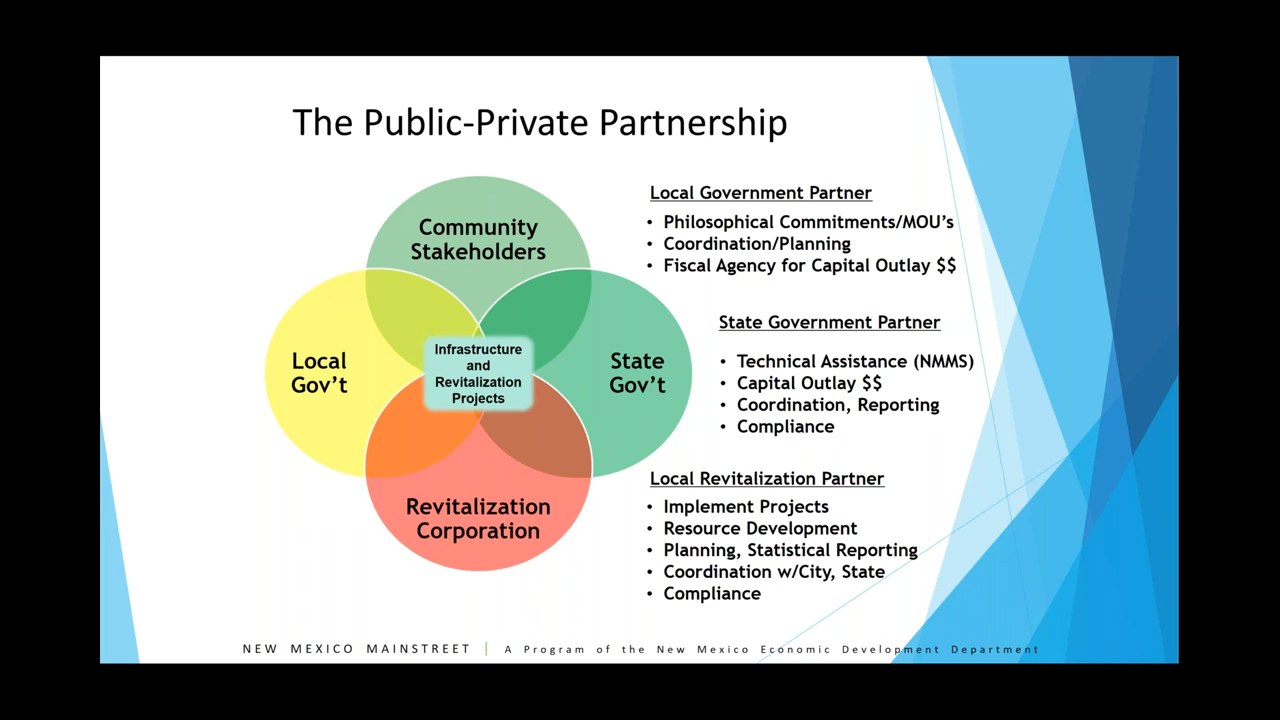 The Public-Private Partnership
Community
Stakeholders
Local
Gov't
Infrastructure
and
Revitalization
Projects
State
Gov't
Revitalization
Corporation
Local Government Partner
• Philosophical Commitments/MOU's
• Coordination/Planning
• Fiscal Agency for Capital Outlay $$
State Government Partner
• Technical Assistance (NMMS)
• Capital Outlay $$
• Coordination, Reporting
• Compliance
Local Revitalization Partner
• Implement Projects
• Resource Development
• Planning, Statistical Reporting
• Coordination w/City, State
• Compliance
NEW MEXICO MAINSTREET | A Program of the New Mexico Economic Development Department